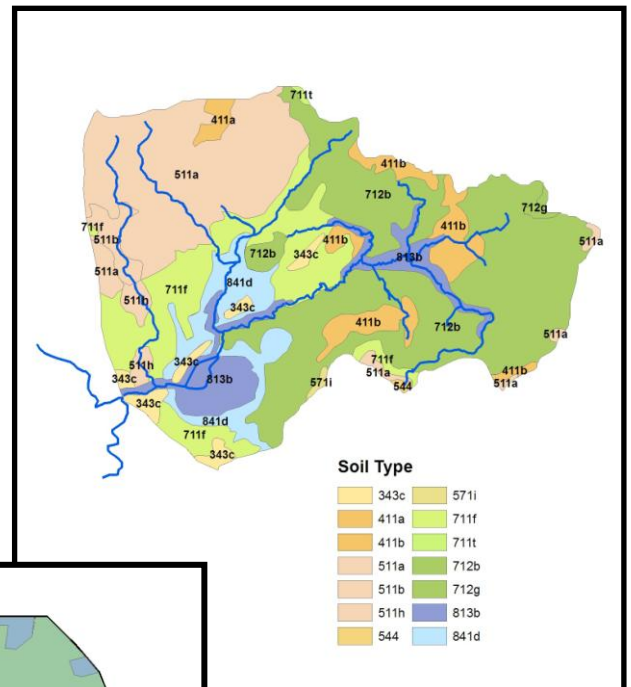 711t
411a
411b
511a
712b
712g
711f
511b
411b
411b
511a
712b
343c
813b
511a
841d
511b
711f
343c
411b
712b
511a
343c
711f
511h
511a
411b
343c
813b
571i
544
511a
343c
841d
711f
343c
Soil Type
343c 571i
411a 711f
411b 711t
511a 712b
511b 712g
511h 813b
544 841d